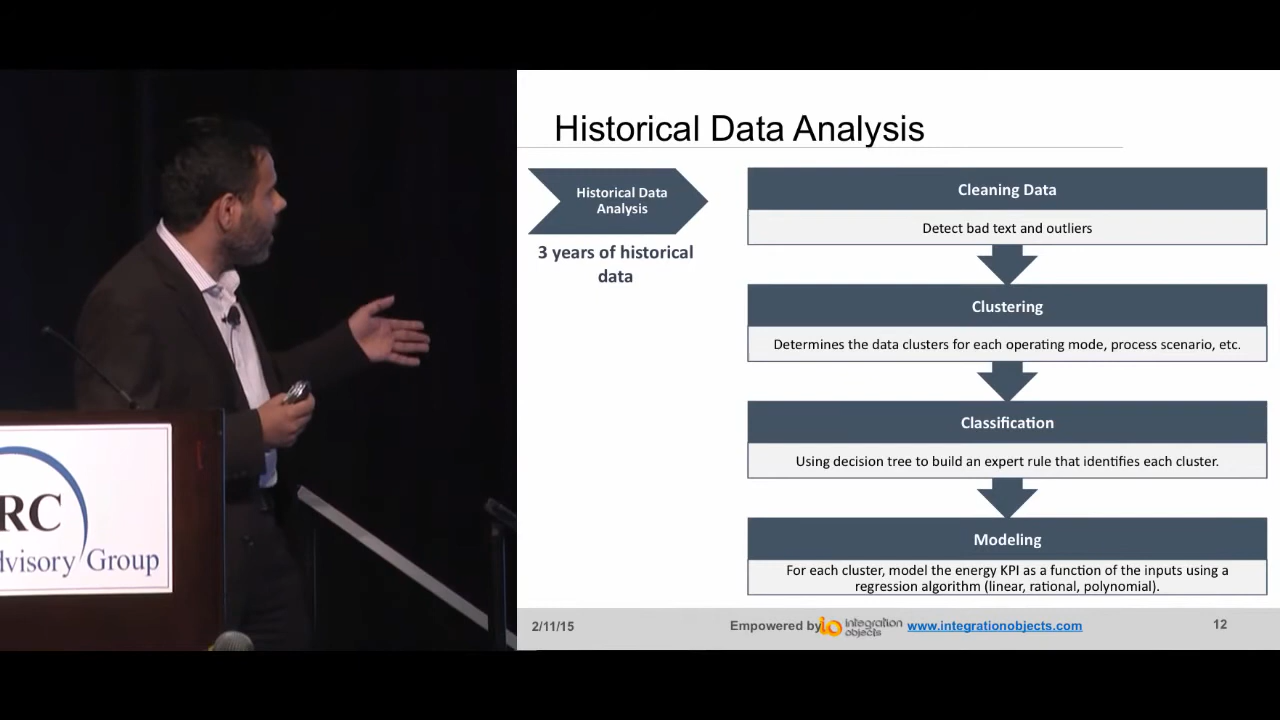 Historical Data Analysis
Historical Data
Analysis
3 years of historical
data
Cleaning Data
Detect bad text and outliers
Clustering
Determines the data clusters for each operating mode, process scenario, etc.
Classification
Using decision tree to build an expert rule that identifies each cluster.
Modeling
For each cluster, model the energy KPI as a function of the inputs using a
regression algorithm (linear, rational, polynomial).
2/11/15
Empowered by
integration
objects
www.integrationobjects.com
12
RC
dvisory Group